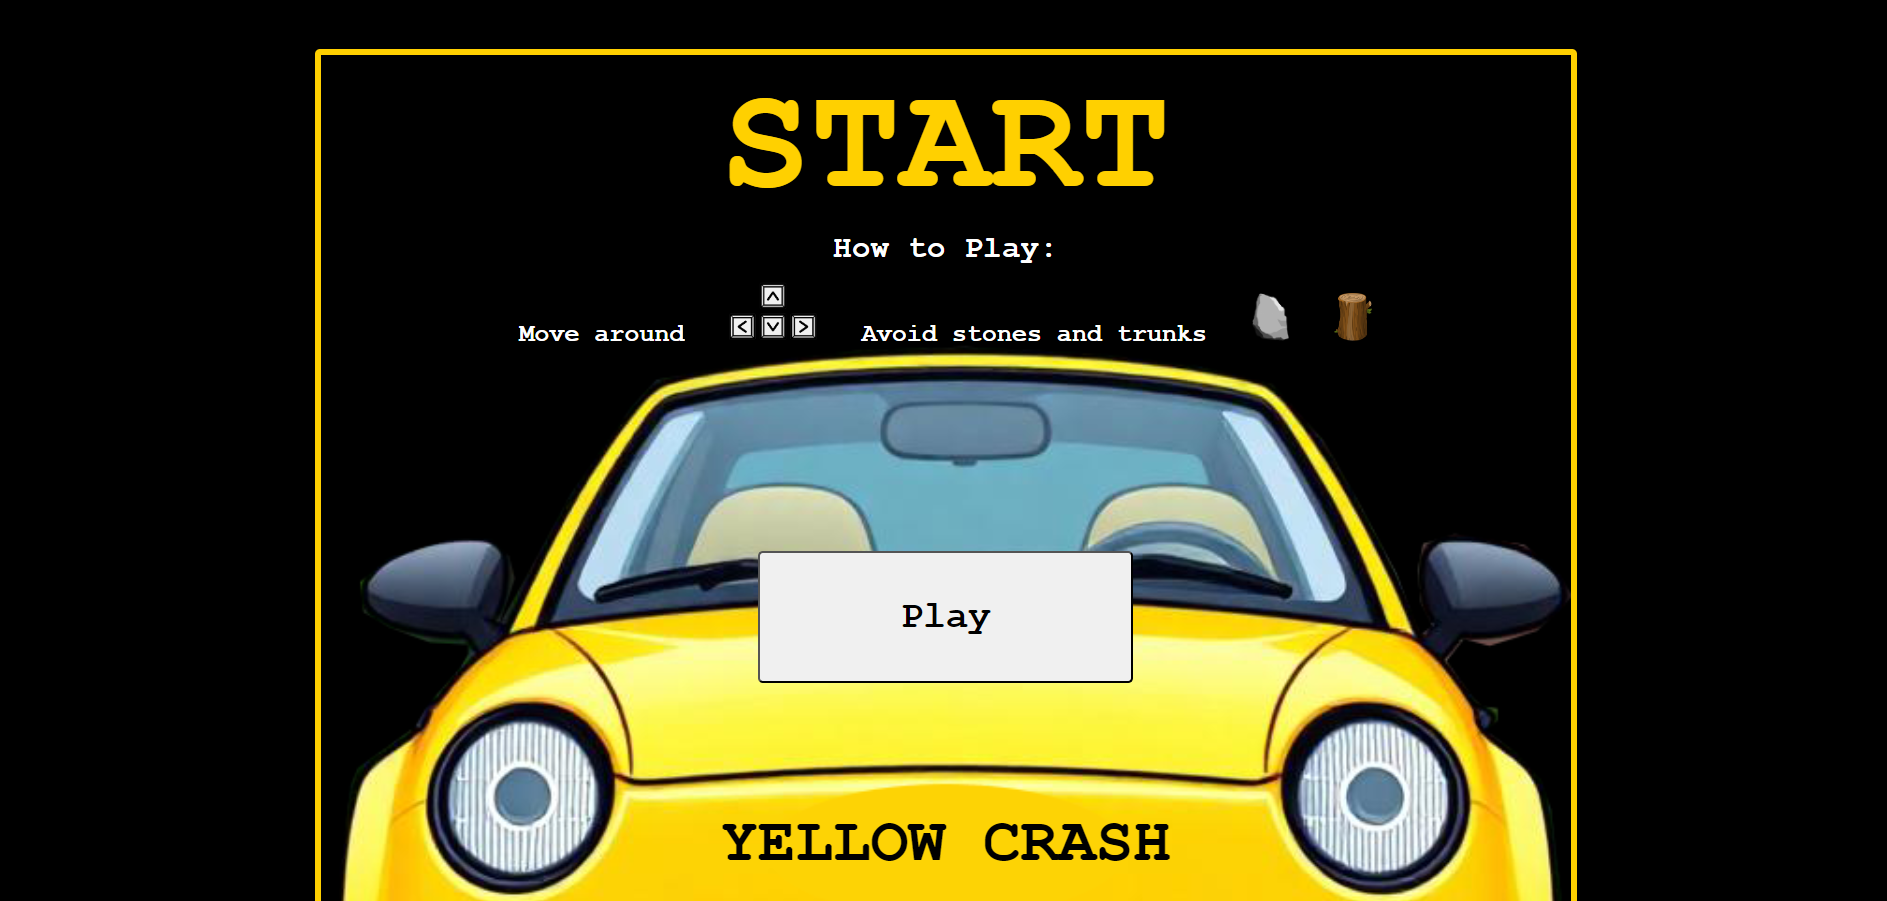 START
How to Play:
Move around Avoid stones and trunks
Play
YELLOW CRASH